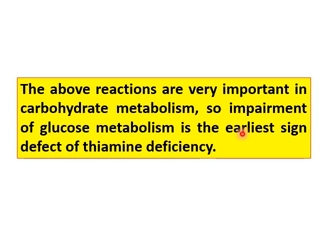 The above reactions are very important in
carbohydrate metabolism, so impairment
of glucose metabolism is the earliest sign
defect of thiamine deficiency.